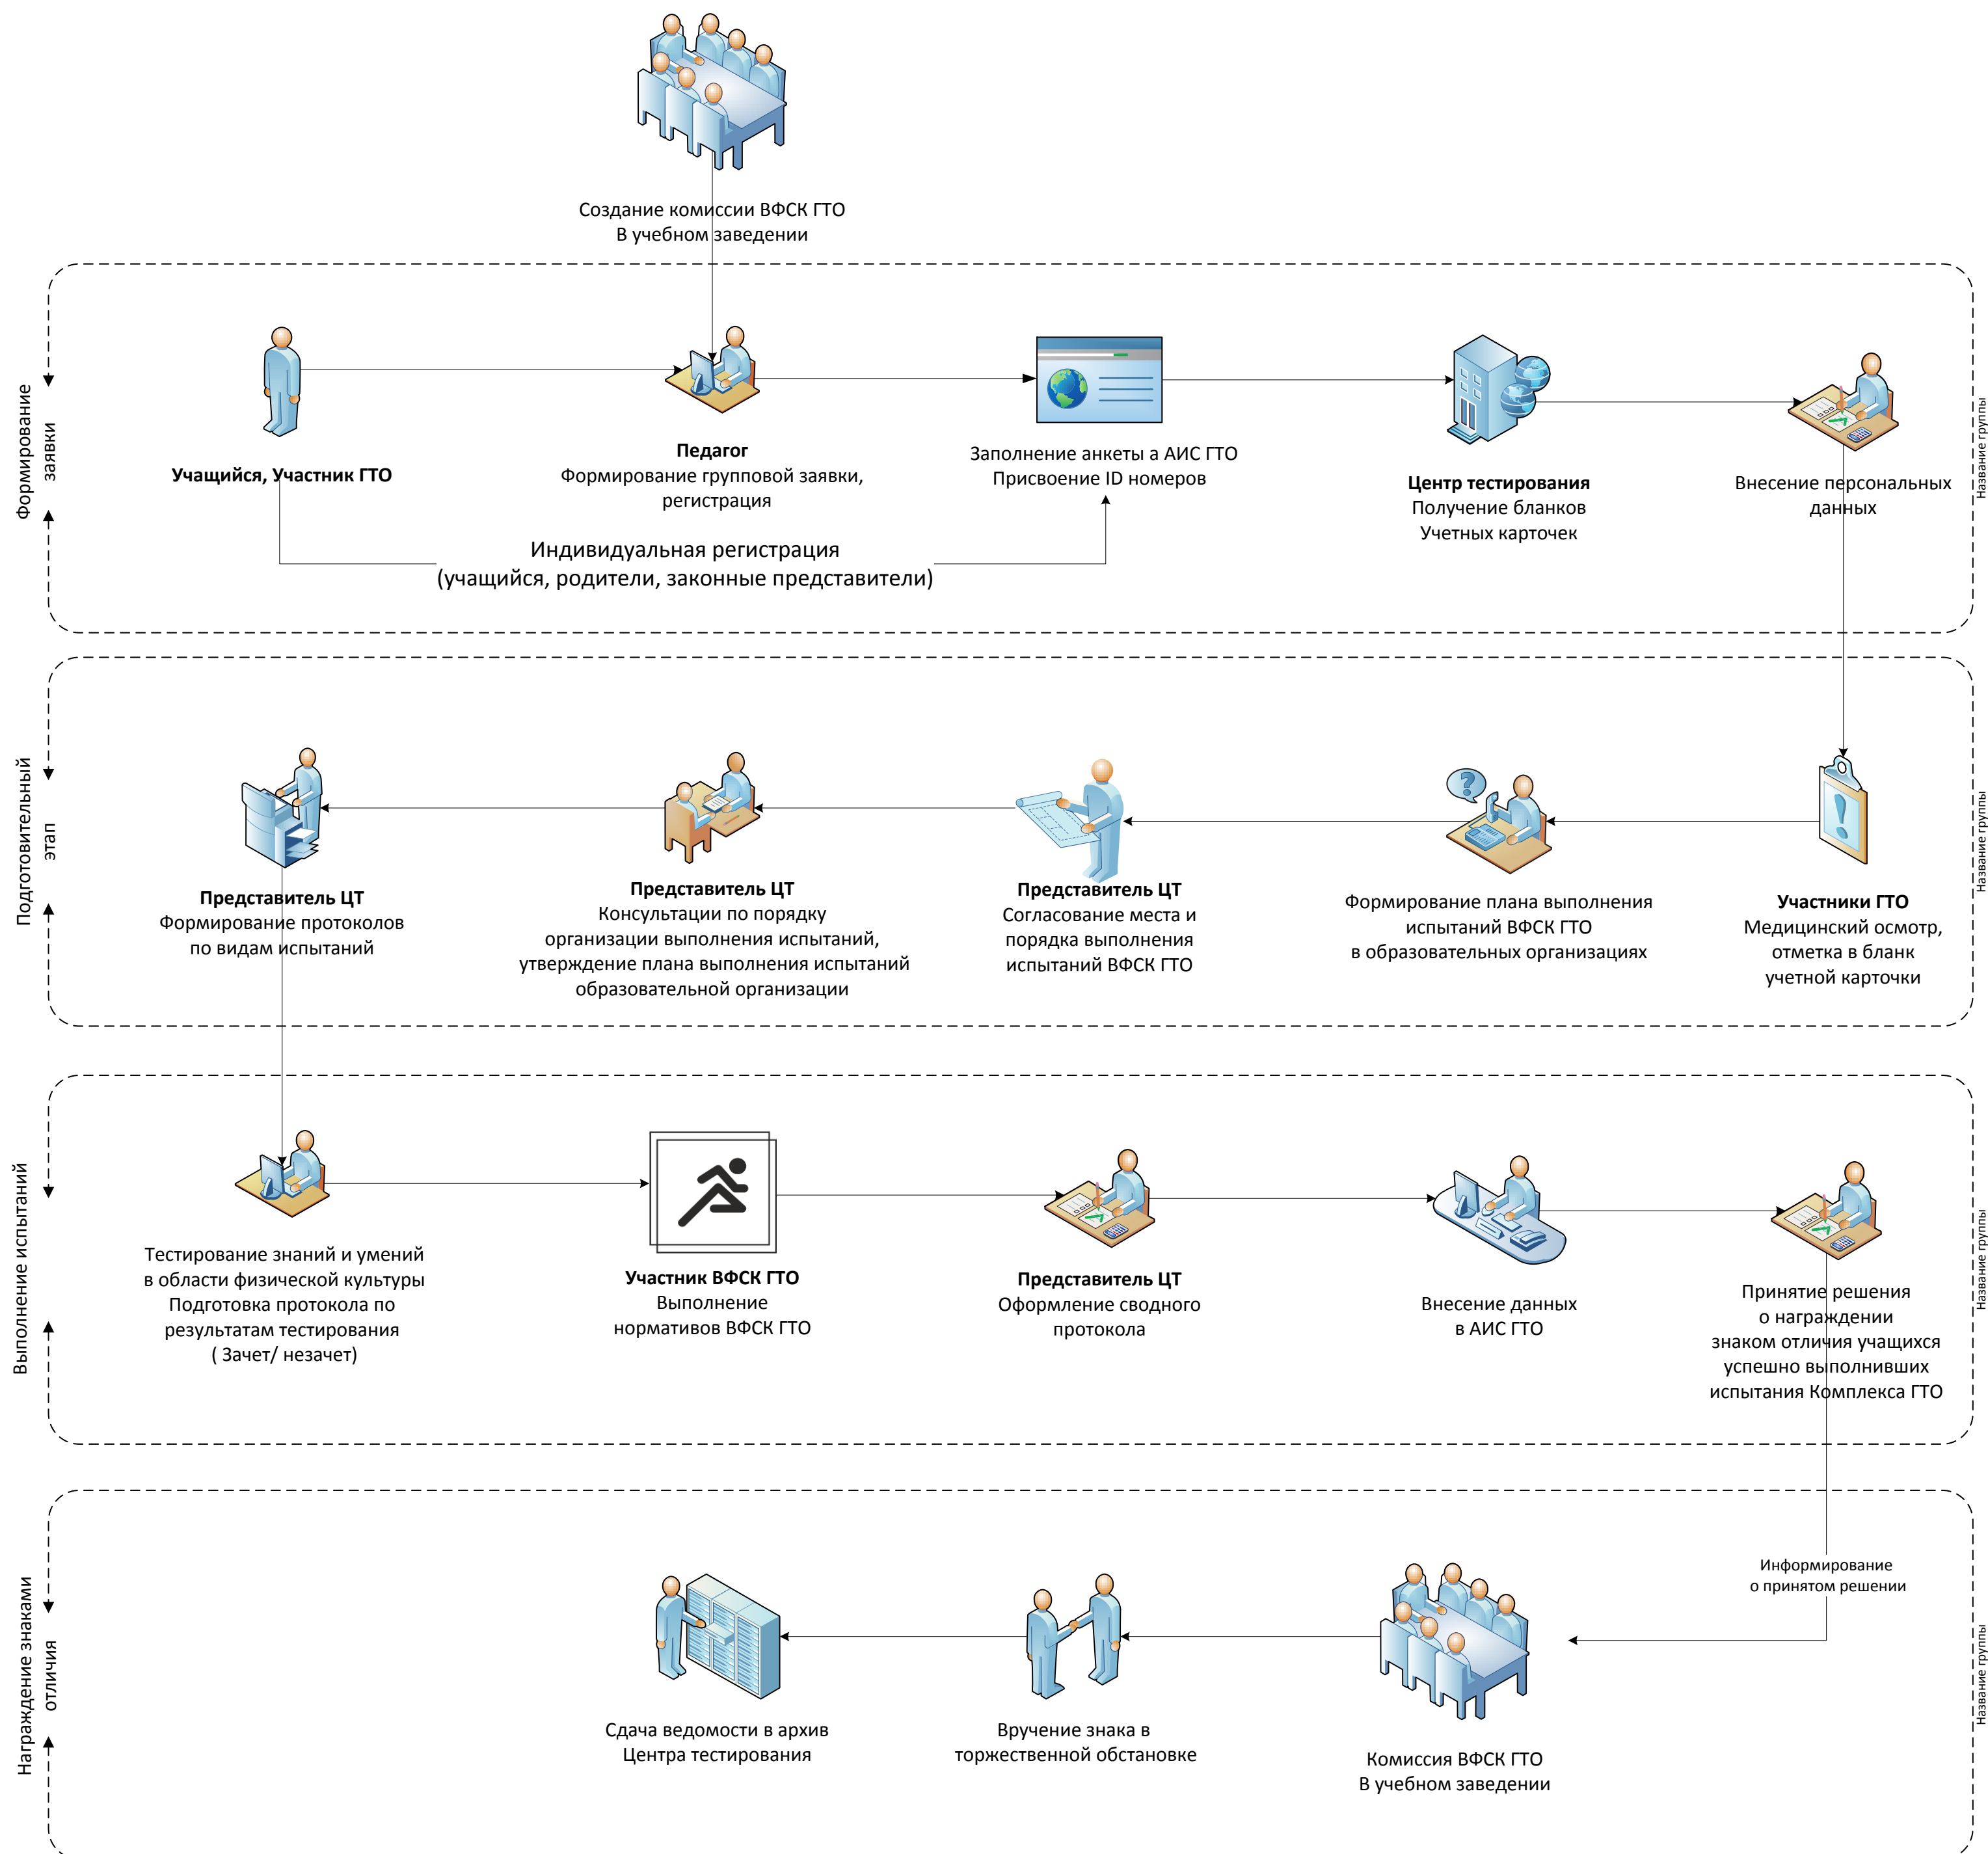 Создание комиссии ВФСК ГТО
В учебном заведении
Формирование
заявки
Учащийся, Участник ГТО
Педагог
Формирование групповой заявки,
регистрация
Заполнение анкеты а АИС ГТО
Присвоение ID номеров
Центр тестирования
Получение бланков
Учетных карточек
Внесение персональных
данных
Название группы
Индивидуальная регистрация
(учащийся, родители, законные представители)
Подготовительный
этап
Представитель ЦТ
Формирование протоколов
по видам испытаний
Представитель ЦТ
Консультации по порядку
организации выполнения испытаний,
утверждение плана выполнения испытаний
образовательной организации
Представитель ЦТ
Согласование места и
порядка выполнения
испытаний ВФСК ГТО
Формирование плана выполнения
испытаний ВФСК ГТО
в образовательных организациях
Участники ГТО
Медицинский осмотр,
отметка в бланк
учетной карточки
Название группы
Выполнение испытаний
Тестирование знаний и умений
в области физической культуры
Подготовка протокола по
результатам тестирования
( Зачет/ незачет)
Участник ВФСК ГТО
Выполнение
нормативов ВФСК ГТО
Представитель ЦТ
Оформление сводного
протокола
Внесение данных
в АИС ГТО
Принятие решения
о награждении
знаком отличия учащихся
успешно выполнивших
испытания Комплекса ГТО
Название группы
Награждение знаками
отличия
Информирование
о принятом решении
Сдача ведомости в архив
Центра тестирования
Вручение знака в
торжественной обстановке
Комиссия ВФСК ГТО
В учебном заведении
Название группы